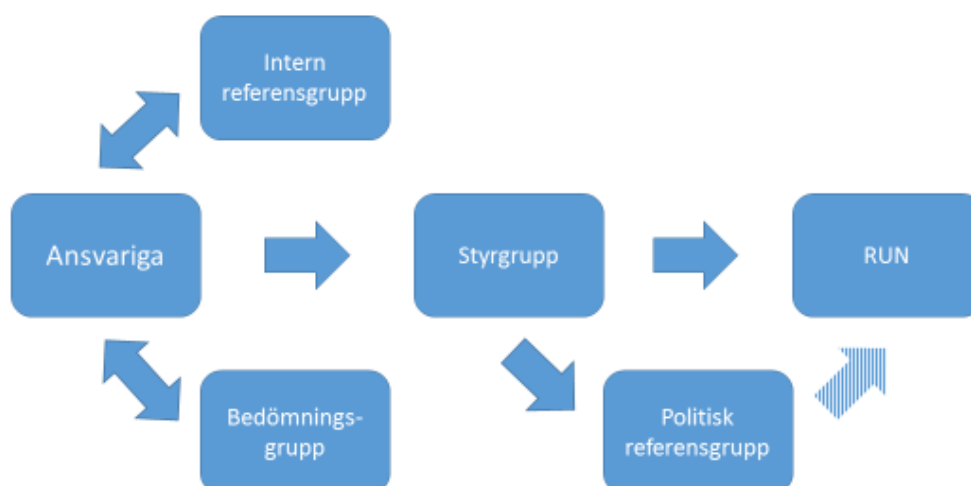 Intern
referensgrupp
Ansvariga
Styrgrupp
RUN
Bedömnings-
grupp
Politisk
referensgrupp